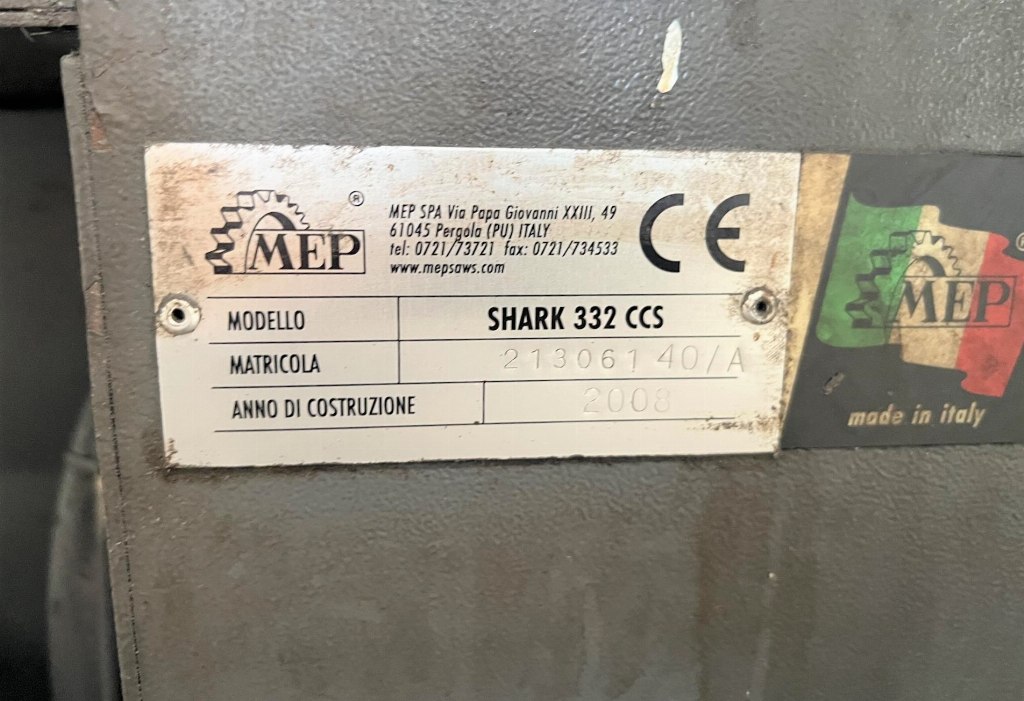 MEP®
MEP SPA Via Papa Giovanni XXIII, 49
61045 Pergola (PU) ITALY
tel: 0721/73721 fax: 0721/734533
www.mepsaws.com
CE
MODELLO SHARK 332 CCS
MATRICOLA 21306140/A
ANNO DI COSTRUZIONE 2008
MEP®
made in italy